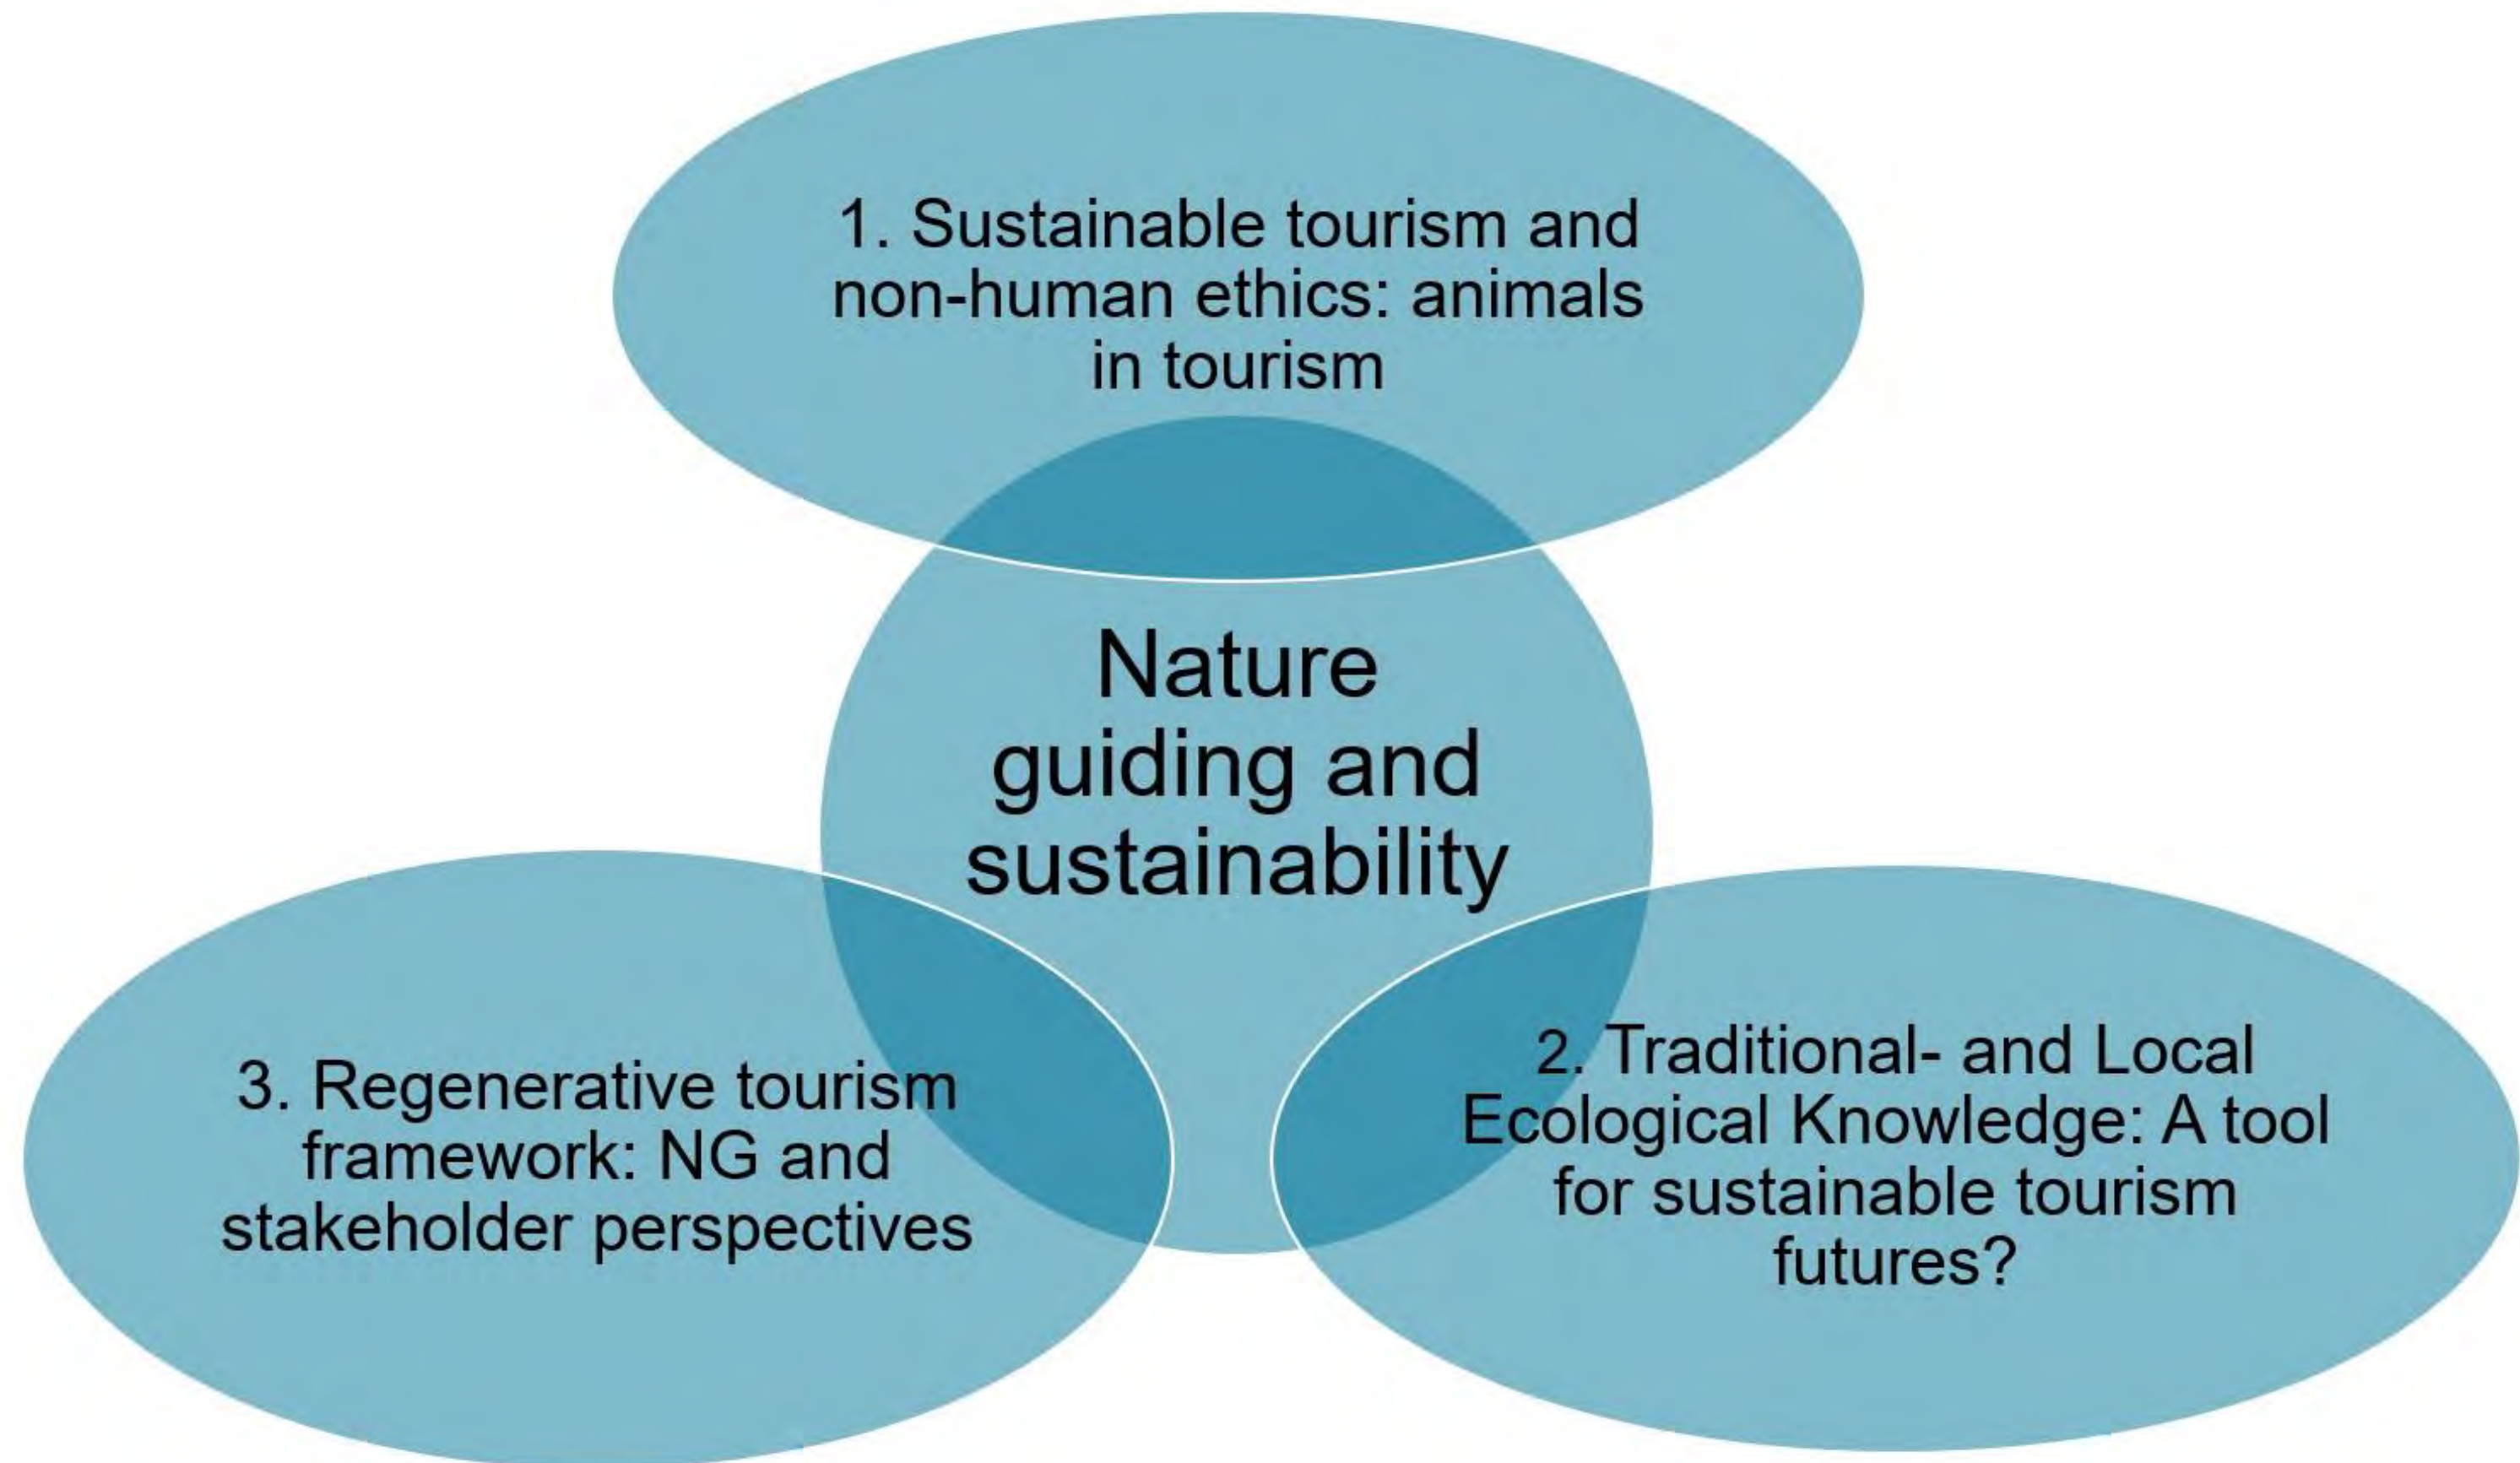 1. Sustainable tourism and
non-human ethics: animals
in tourism
Nature
guiding and
sustainability
2. Traditional- and Local
Ecological Knowledge: A tool
for sustainable tourism
futures?
3. Regenerative tourism
framework: NG and
stakeholder perspectives